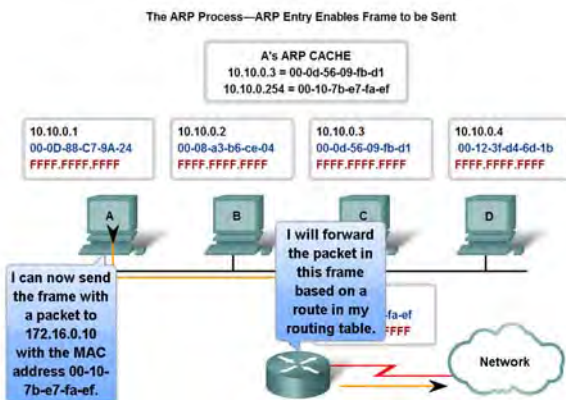 The ARP Process—ARP Entry Enables Frame to be Sent
A's ARP CACHE
10.10.0.3 = 00-0d-56-09-fb-d1
10.10.0.254 = 00-10-7b-e7-fa-ef
10.10.0.1
00-0D-88-C7-9A-24
FFFF.FFFF.FFFF
10.10.0.2
00-08-a3-b6-ce-04
FFFF.FFFF.FFFF
10.10.0.3
00-0d-56-09-fb-d1
FFFF.FFFF.FFFF
10.10.0.4
00-12-3f-d4-6d-1b
FFFF.FFFF.FFFF
A
B
C
D
I can now send
the frame with
a packet to
172.16.0.10
with the MAC
address 00-10-
7b-e7-fa-ef.
I will forward
the packet in
this frame
based on a
route in my
routing table.
-fa-ef
FFFF
Network